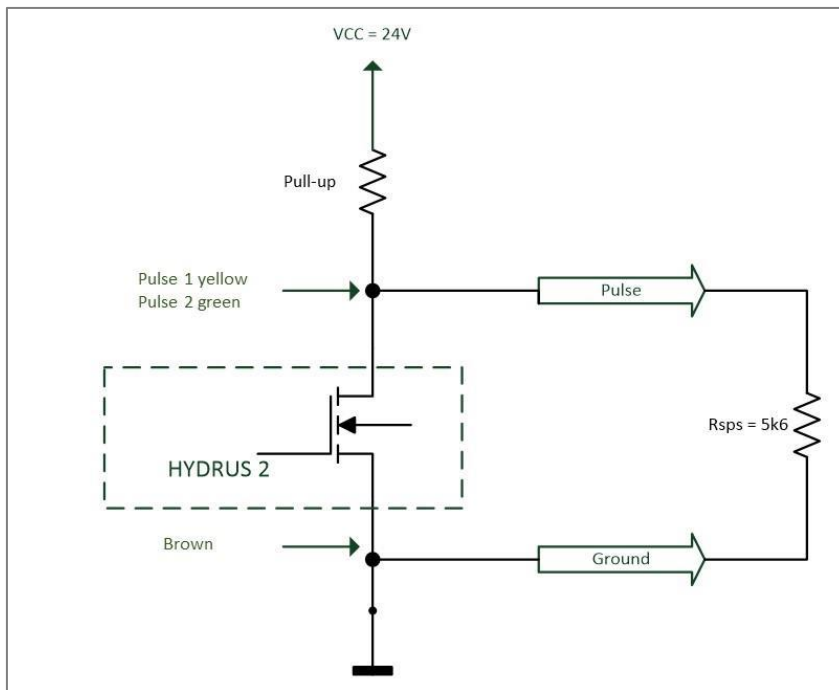 VCC = 24V
Pull-up
Pulse 1 yellow
Pulse 2 green
Pulse
Rsps = 5k6
HYDRUS 2
Brown
Ground